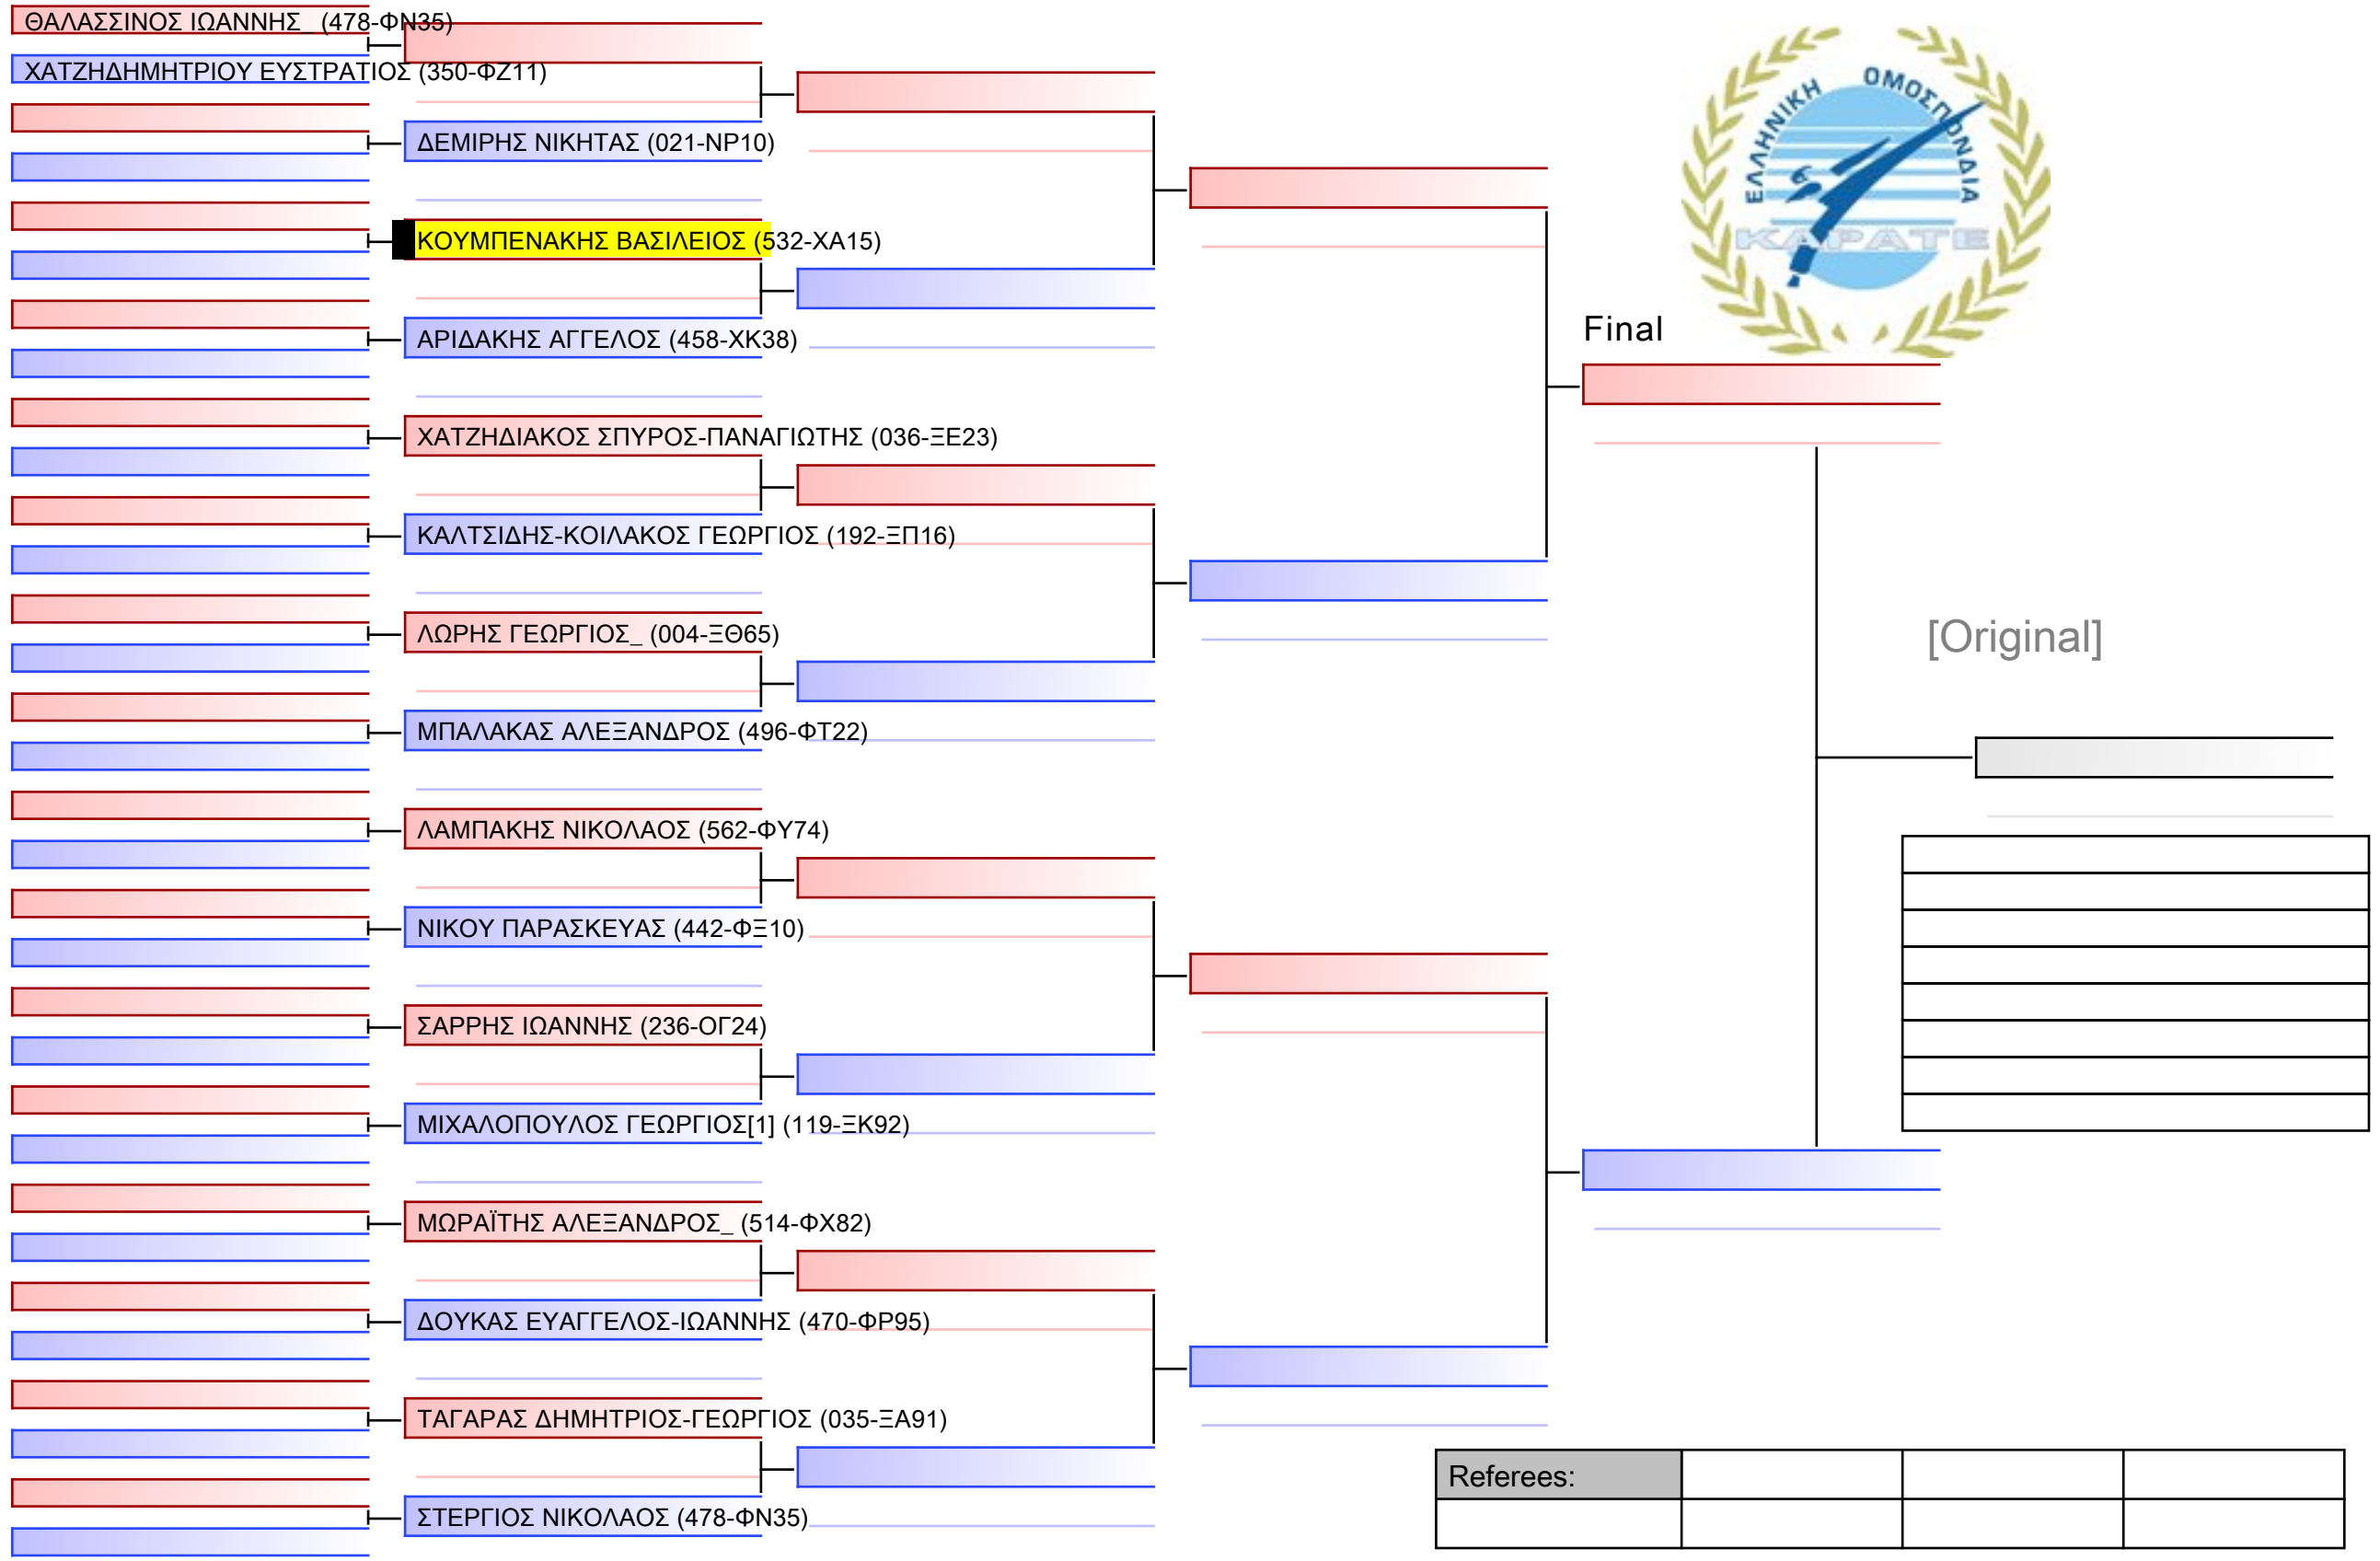 ΘΑΛΑΣΣΙΝΟΣ ΙΩΑΝΝΗΣ_ (478-ΦΝ35)
ΧΑΤΖΗΔΗΜΗΤΡΙΟΥ ΕΥΣΤΡΑΤΙΟΣ (350-ΦΖ11)
ΔΕΜΙΡΗΣ ΝΙΚΗΤΑΣ (021-ΝΡ10)
ΚΟΥΜΠΕΝΑΚΗΣ ΒΑΣΙΛΕΙΟΣ (532-ΧΑ15)
ΑΡΙΔΑΚΗΣ ΑΓΓΕΛΟΣ (458-ΧΚ38)
ΧΑΤΖΗΔΙΑΚΟΣ ΣΠΥΡΟΣ-ΠΑΝΑΓΙΩΤΗΣ (036-ΞΕ23)
ΚΑΛΤΣΙΔΗΣ-ΚΟΙΛΑΚΟΣ ΓΕΩΡΓΙΟΣ (192-ΞΠ16)
ΛΩΡΗΣ ΓΕΩΡΓΙΟΣ_ (004-ΞΘ65)
ΜΠΑΛΑΚΑΣ ΑΛΕΞΑΝΔΡΟΣ (496-ΦΤ22)
ΛΑΜΠΑΚΗΣ ΝΙΚΟΛΑΟΣ (562-ΦΥ74)
ΝΙΚΟΥ ΠΑΡΑΣΚΕΥΑΣ (442-ΦΞ10)
ΣΑΡΡΗΣ ΙΩΑΝΝΗΣ (236-ΟΓ24)
ΜΙΧΑΛΟΠΟΥΛΟΣ ΓΕΩΡΓΙΟΣ[1] (119-ΞΚ92)
ΜΩΡΑΪΤΗΣ ΑΛΕΞΑΝΔΡΟΣ_ (514-ΦΧ82)
ΔΟΥΚΑΣ ΕΥΑΓΓΕΛΟΣ-ΙΩΑΝΝΗΣ (470-ΦΡ95)
ΤΑΓΑΡΑΣ ΔΗΜΗΤΡΙΟΣ-ΓΕΩΡΓΙΟΣ (035-ΞΑ91)
ΣΤΕΡΓΙΟΣ ΝΙΚΟΛΑΟΣ (478-ΦΝ35)
ΕΛΛΗΝΙΚΗ ΟΜΟΣΠΟΝΔΙΑ
ΚΑΡΑΤΕ
Final
[Original]
Referees: